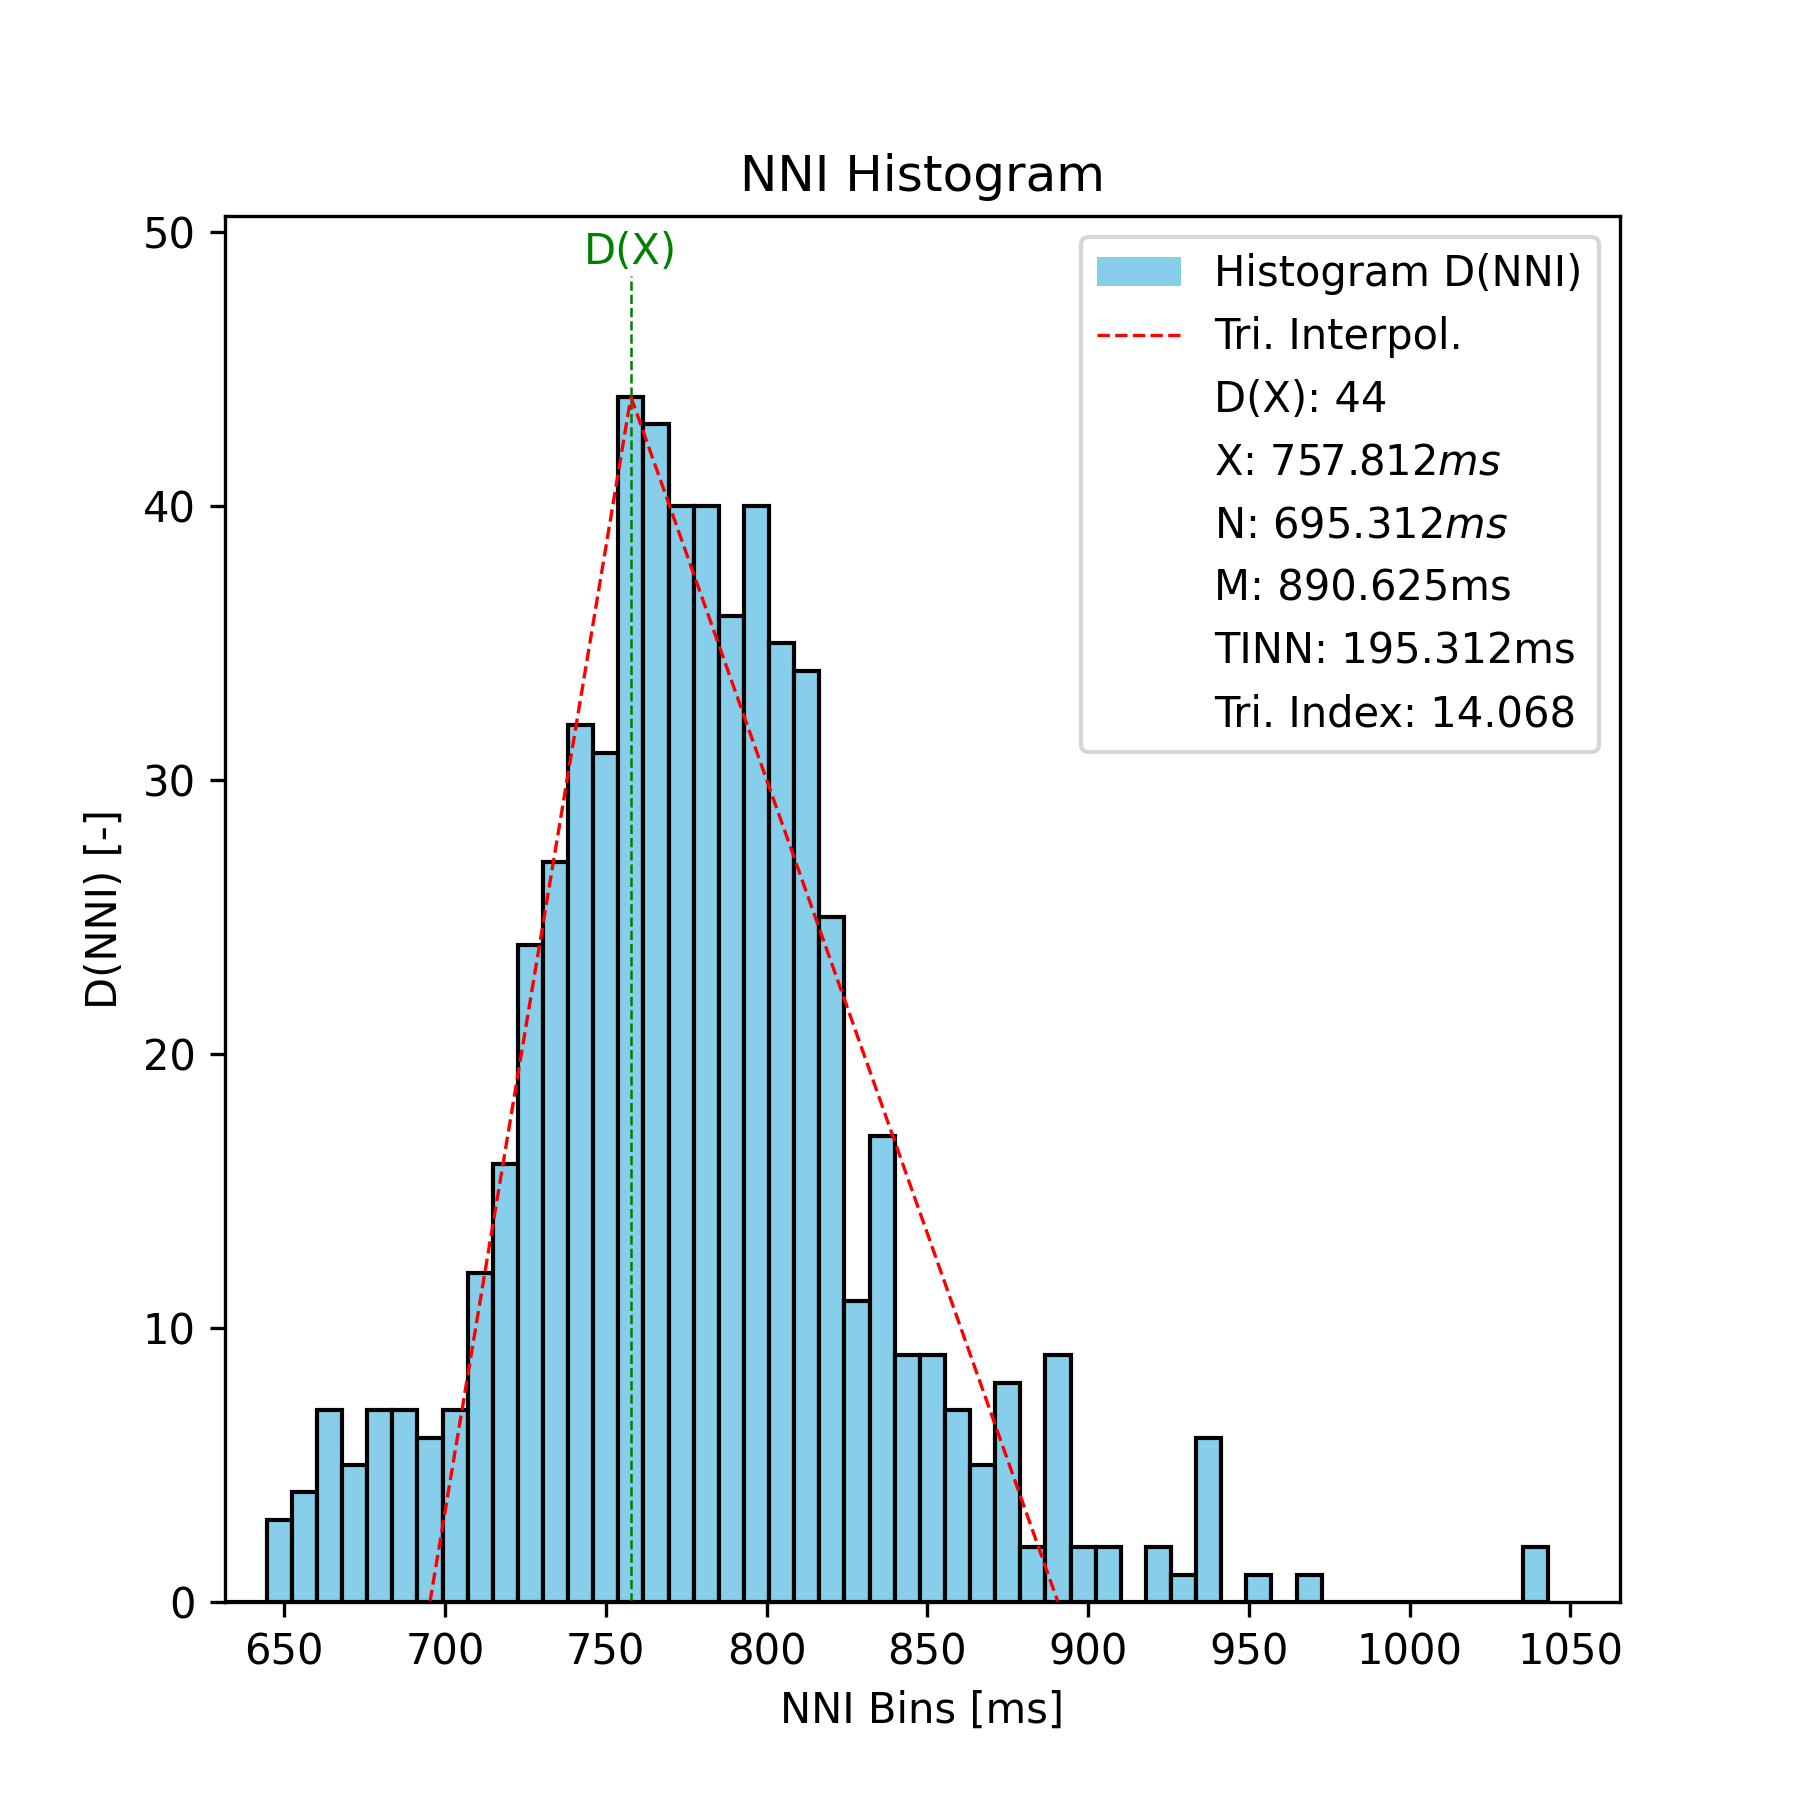 NNI Histogram
D(X)
Histogram D(NNI)
Tri. Interpol.
D(X): 44
X: 757.812ms
N: 695.312ms
M: 890.625ms
TINN: 195.312ms
Tri. Index: 14.068
50
40
30
20
10
0
D(NNI) [-]
650 700 750 800 850 900 950 1000 1050
NNI Bins [ms]